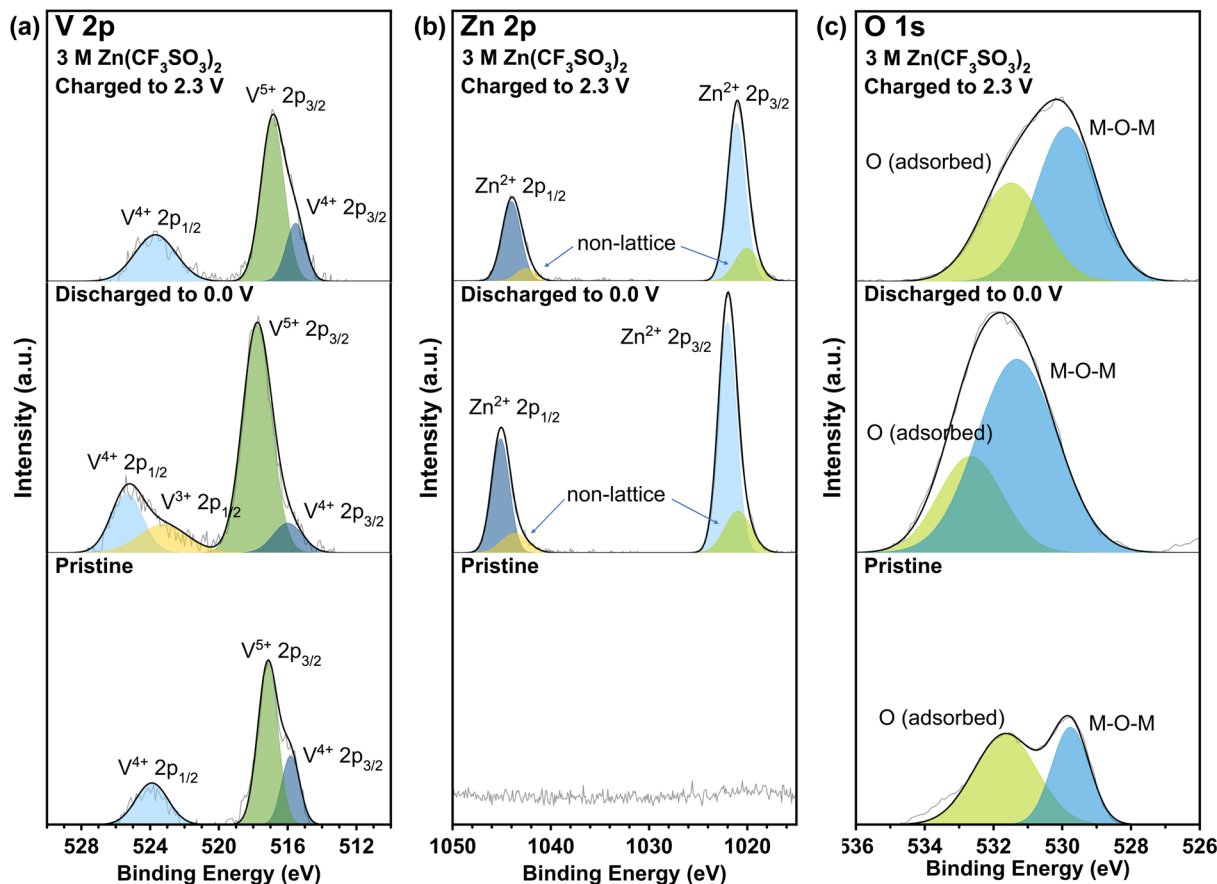 (a) V 2p
3 M Zn(CF₃SO₃)₂
Charged to 2.3 V
V⁵⁺ 2p₃/₂
V⁴⁺ 2p₁/₂
V⁴⁺ 2p₃/₂
Discharged to 0.0 V
V⁵⁺ 2p₃/₂
V⁴⁺ 2p₁/₂
V³⁺ 2p₁/₂
V⁴⁺ 2p₃/₂
Pristine
V⁵⁺ 2p₃/₂
V⁴⁺ 2p₁/₂
V⁴⁺ 2p₃/₂
Intensity (a.u.)
528 524 520 516 512
Binding Energy (eV)
(b) Zn 2p
3 M Zn(CF₃SO₃)₂
Charged to 2.3 V
Zn²⁺ 2p₃/₂
Zn²⁺ 2p₁/₂
non-lattice
Discharged to 0.0 V
Zn²⁺ 2p₃/₂
Zn²⁺ 2p₁/₂
non-lattice
Pristine
Intensity (a.u.)
1050 1040 1030 1020
Binding Energy (eV)
(c) O 1s
3 M Zn(CF₃SO₃)₂
Charged to 2.3 V
M-O-M
O (adsorbed)
Discharged to 0.0 V
M-O-M
O (adsorbed)
Pristine
O (adsorbed)
M-O-M
Intensity (a.u.)
536 534 532 530 528 526
Binding Energy (eV)